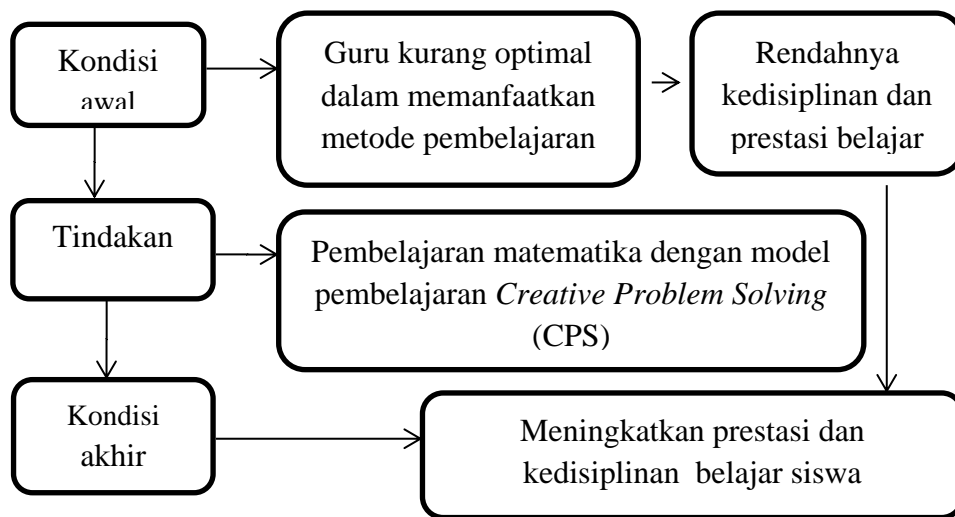 Kondisi
awal
Guru kurang optimal
dalam memanfaatkan
metode pembelajaran
Rendahnya
kedisiplinan dan
prestasi belajar
Tindakan
Pembelajaran matematika dengan model
pembelajaran Creative Problem Solving
(CPS)
Kondisi
akhir
Meningkatkan prestasi dan
kedisiplinan  belajar siswa